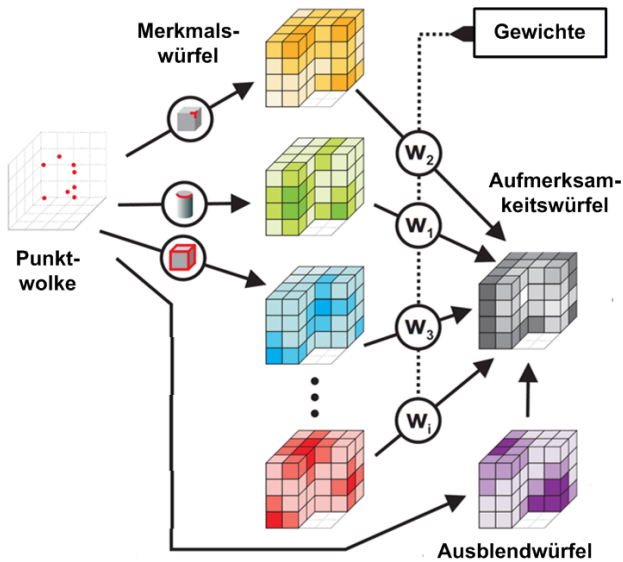 Merkmals-
würfel
Gewichte
w2
Aufmerksam-
keitswürfel
w1
Punkt-
wolke
w3
wi
Ausblendwürfel